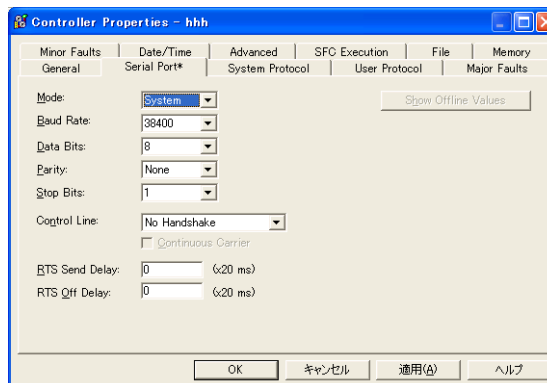 Controller Properties - hhh
Minor Faults Date/Time Advanced SFC Execution File Memory
General Serial Port* System Protocol User Protocol Major Faults
Mode: System Show Offline Values
Baud Rate: 38400
Data Bits: 8
Parity: None
Stop Bits: 1
Control Line: No Handshake
Continuous Carrier
RTS Send Delay: 0 (x20 ms)
RTS Off Delay: 0 (x20 ms)
OK キャンセル 適用(A) ヘルプ